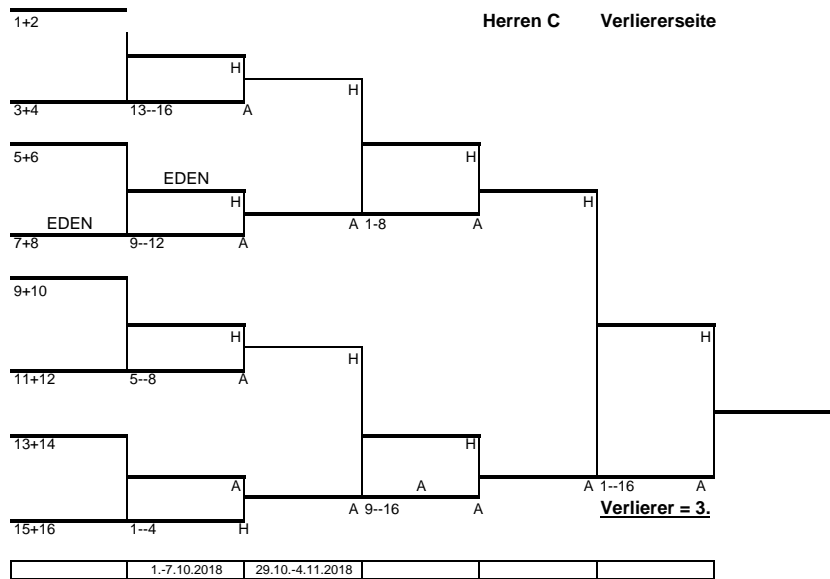 Herren C Verliererseite
1+2
H
H
3+4 13--16 A
5+6
H
EDEN
H
H
EDEN
A 1-8 A
7+8 9--12 A
9+10
H
H
H
11+12 5--8 A
13+14
H
A
A
A 1--16 A
A 9--16 A
Verlierer = 3.
15+16 1--4 H
1.-7.10.2018 29.10.-4.11.2018